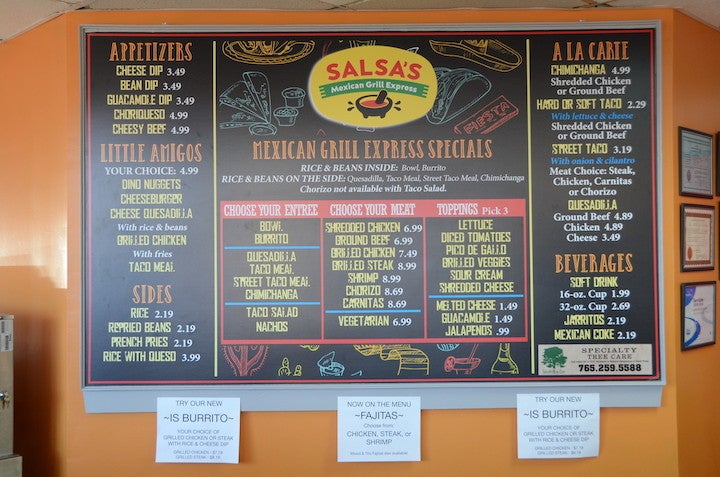 APPETIZERS
CHEESE DIP 3.49
BEAN DIP 3.49
GUACAMOLE DIP 3.49
CHORIQUESO 4.99
CHEESY BEEF 4.99
LITTLE AMIGOS
YOUR CHOICE: 4.99
DINO NUGGETS
CHEESEBURGER
CHEESE QUESADILLA
With rice & beans
GRILLED CHICKEN
With fries
TACO MEAL
SIDES
RICE 2.19
REFRIED BEANS 2.19
FRENCH FRIES 2.19
RICE WITH QUESO 3.99
SALSA'S
Mexican Grill Express
FIESTA
MEXICAN GRILL EXPRESS SPECIALS
RICE & BEANS INSIDE: Bowl, Burrito
RICE & BEANS ON THE SIDE: Quesadilla, Taco Meal, Street Taco Meal, Chimichanga
Chorizo not available with Taco Salad.
CHOOSE YOUR ENTREE
BOWL
BURRITO
QUESADILLA
TACO MEAL
STREET TACO MEAL
CHIMICHANGA
TACO SALAD
NACHOS
CHOOSE YOUR MEAT
SHREDDED CHICKEN 6.99
GROUND BEEF 6.99
GRILLED CHICKEN 7.49
GRILLED STEAK 8.99
SHRIMP 8.99
CHORIZO 8.69
CARNITAS 8.69
VEGETARIAN 6.99
TOPPINGS Pick 3
LETTUCE
DICED TOMATOES
PICO DE GALLO
GRILLED VEGGIES
SOUR CREAM
SHREDDED CHEESE
MELTED CHEESE 1.49
GUACAMOLE 1.49
JALAPENOS .99
A LA CARTE
CHIMICHANGA 4.99
Shredded Chicken
or Ground Beef
HARD OR SOFT TACO 2.29
With lettuce & cheese
Shredded Chicken
or Ground Beef
STREET TACO 3.19
With onion & cilantro
Meat Choice: Steak,
Chicken, Carnitas
or Chorizo
QUESADILLA
Ground Beef 4.89
Chicken 4.89
Cheese 3.49
BEVERAGES
SOFT DRINK
16-oz. Cup 1.99
32-oz. Cup 2.69
JARRITOS 2.19
MEXICAN COKE 2.19
SPECIALTY
TREE CARE
765.259.5588
TRY OUR NEW
~IS BURRITO~
YOUR CHOICE OF
GRILLED CHICKEN OR STEAK
WITH RICE & CHEESE DIP
GRILLED CHICKEN -
GRILLED STEAK -
NOW ON THE MENU
~FAJITAS~
Choose from:
CHICKEN, STEAK, or
SHRIMP
TRY OUR NEW
~IS BURRITO~
YOUR CHOICE OF
GRILLED CHICKEN OR STEAK
WITH RICE & CHEESE DIP
GRILLED CHICKEN -
GRILLED STEAK -